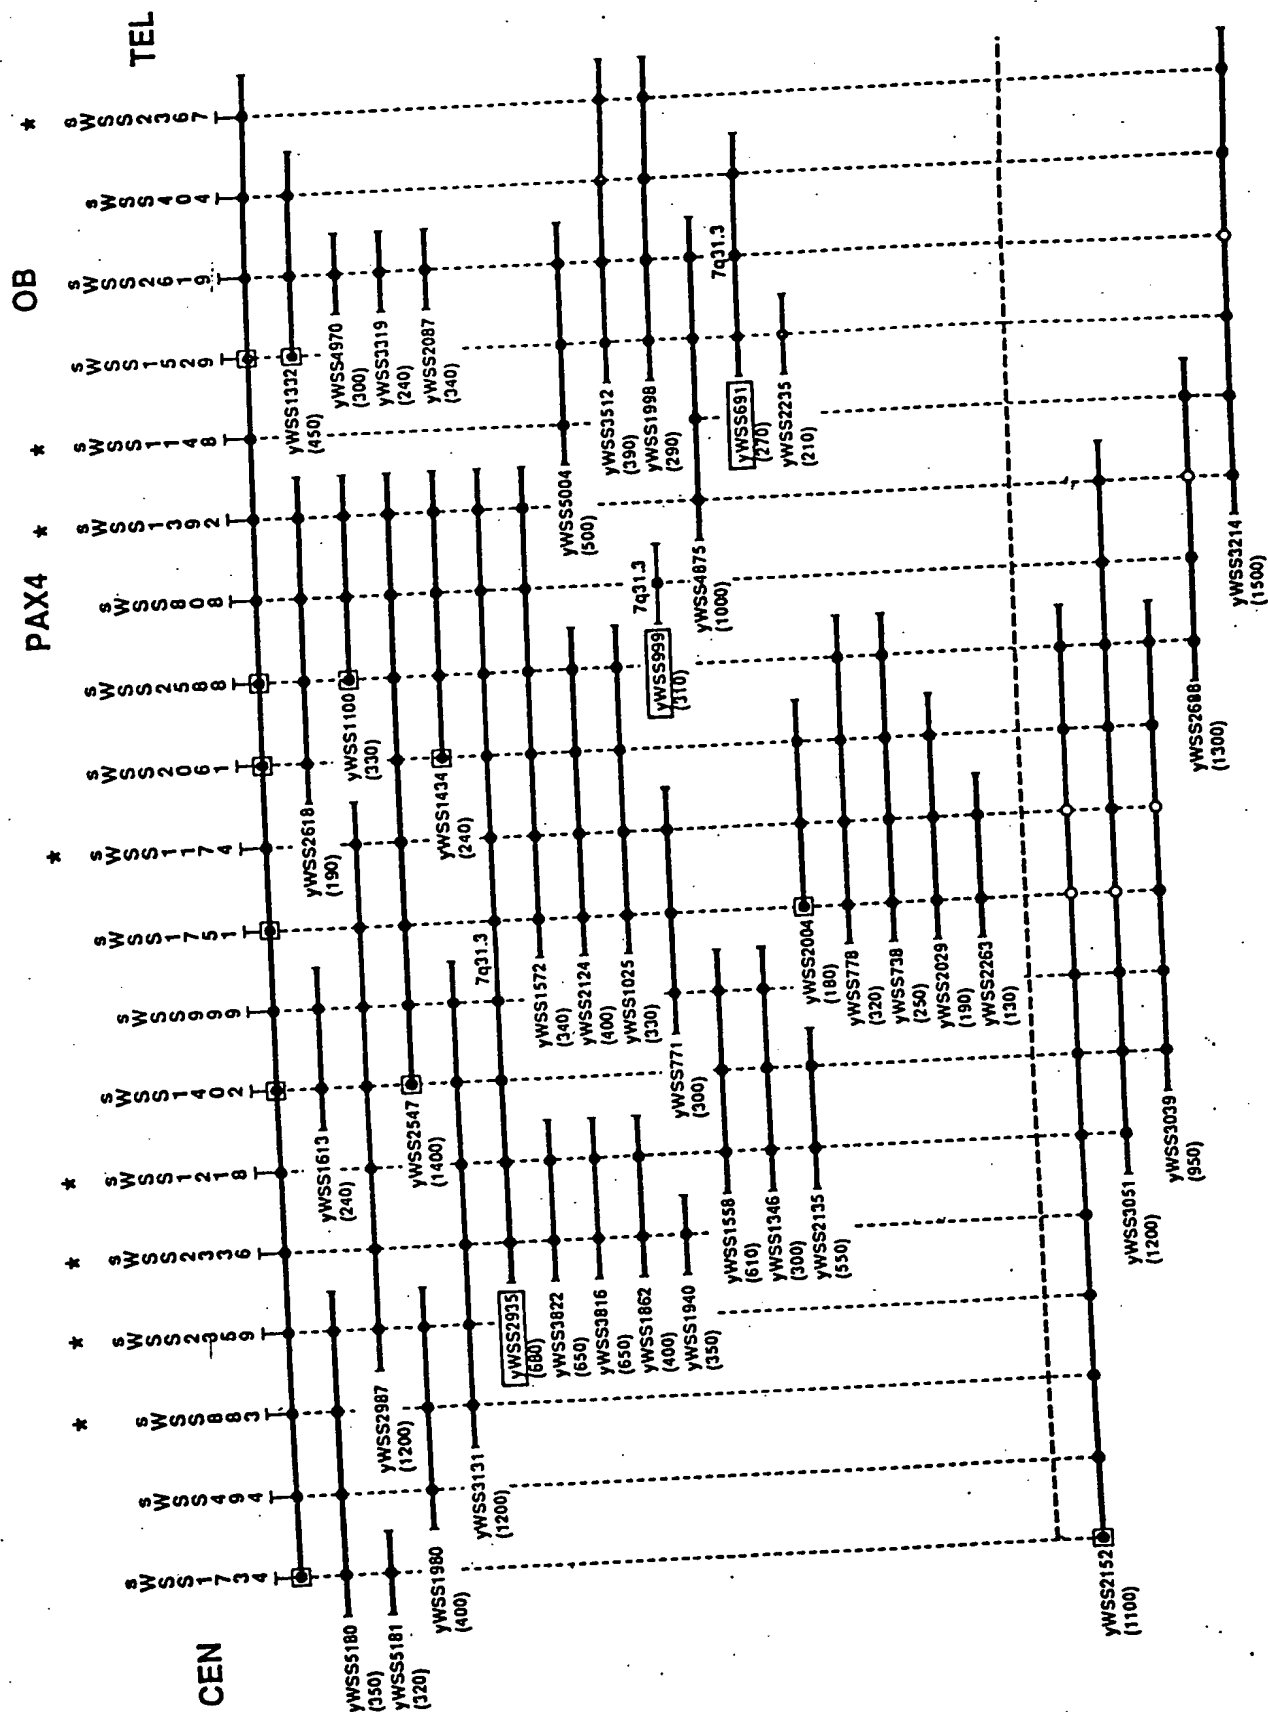 CEN
PAX4
OB
TEL
*
*
*
*
*
*
*
*
sWSS1734
sWSS494
sWSS883
sWSS2359
sWSS2336
sWSS1218
sWSS1402
sWSS999
sWSS1751
sWSS1174
sWSS2061
sWSS2588
sWSS808
sWSS1392
sWSS1148
sWSS1529
sWSS2619
sWSS404
sWSS2367
yWSS1332
(450)
yWSS4970
(300)
yWSS3319
(240)
yWSS2087
(340)
yWSS5004
(500)
yWSS3512
(390)
yWSS1998
(290)
yWSS4875
(1000)
7q31.3
yWSS691
(270)
yWSS2235
(210)
yWSS2618
(190)
yWSS1100
(330)
yWSS1434
(240)
7q31.3
yWSS999
(310)
yWSS1613
(240)
yWSS2547
(1400)
7q31.3
yWSS1572
(340)
yWSS2124
(400)
yWSS1025
(330)
yWSS771
(300)
yWSS2004
(180)
yWSS778
(320)
yWSS738
(250)
yWSS2029
(190)
yWSS2263
(130)
yWSS5180
(350)
yWSS5181
(320)
yWSS2987
(1200)
yWSS1980
(400)
yWSS3131
(1200)
yWSS2935
(680)
yWSS3822
(650)
yWSS3816
(650)
yWSS1862
(400)
yWSS1940
(350)
yWSS1558
(610)
yWSS1346
(300)
yWSS2135
(550)
yWSS2152
(1100)
yWSS3051
(1200)
yWSS3039
(950)
yWSS2688
(1300)
yWSS3214
(1500)